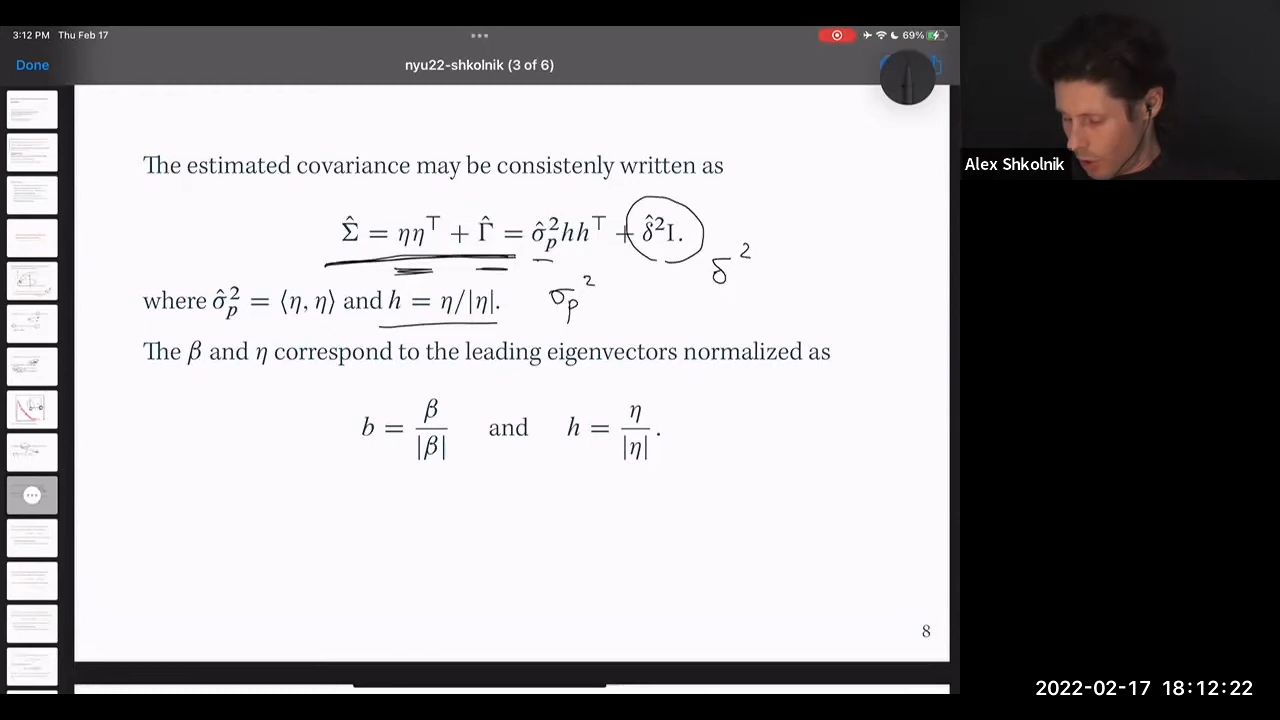 3:12 PM Thu Feb 17
69%
Done
nyu22-shkolnik (3 of 6)
Alex Shkolnik
The estimated covariance may be consistenly written as
Σ̂ = ηη⊤ + Γ̂ = σ̂²ₚhh⊤ + δ̂²I.
δ²
where σ̂²ₚ = ⟨η, η⟩ and h = η/|η|.
σₚ²
The β and η correspond to the leading eigenvectors normalized as
b = β/|β| and h = η/|η|.
8
2022-02-17 18:12:22